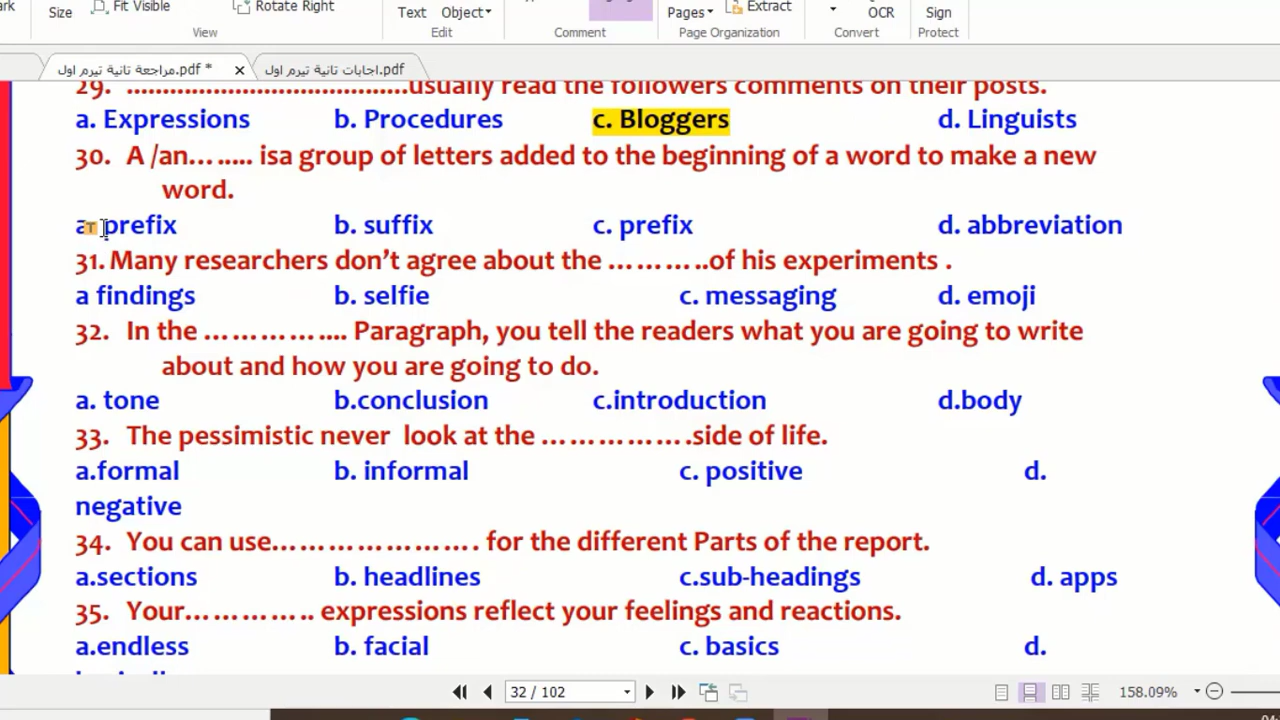 ark
Size
Fit Visible
Rotate Right
View
Text
Object
Edit
Comment
Pages
Extract
Page Organization
OCR
Convert
Sign
Protect
مراجعة ثانية تيرم اول.pdf *
اجابات ثانية تيرم اول.pdf
29. ......................................usually read the followers comments on their posts.
a. Expressions b. Procedures c. Bloggers d. Linguists
30. A /an…….. isa group of letters added to the beginning of a word to make a new
word.
a. prefix b. suffix c. prefix d. abbreviation
31. Many researchers don’t agree about the ………..of his experiments .
a findings b. selfie c. messaging d. emoji
32. In the …………….... Paragraph, you tell the readers what you are going to write
about and how you are going to do.
a. tone b.conclusion c.introduction d.body
33. The pessimistic never look at the …………….side of life.
a.formal b. informal c. positive d.
negative
34. You can use…………………. for the different Parts of the report.
a.sections b. headlines c.sub-headings d. apps
35. Your………….. expressions reflect your feelings and reactions.
a.endless b. facial c. basics d.
32 / 102
158.09%